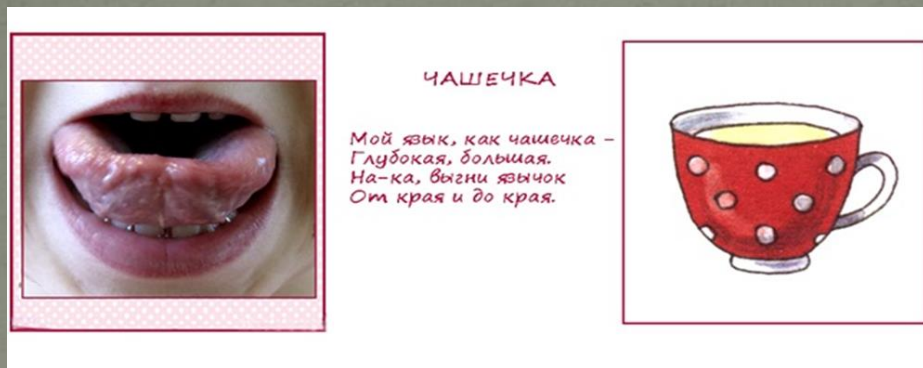 ЧАШЕЧКА
Мой язык, как чашечка –
Глубокая, большая.
На-ка, выгни язычок
От края и до края.